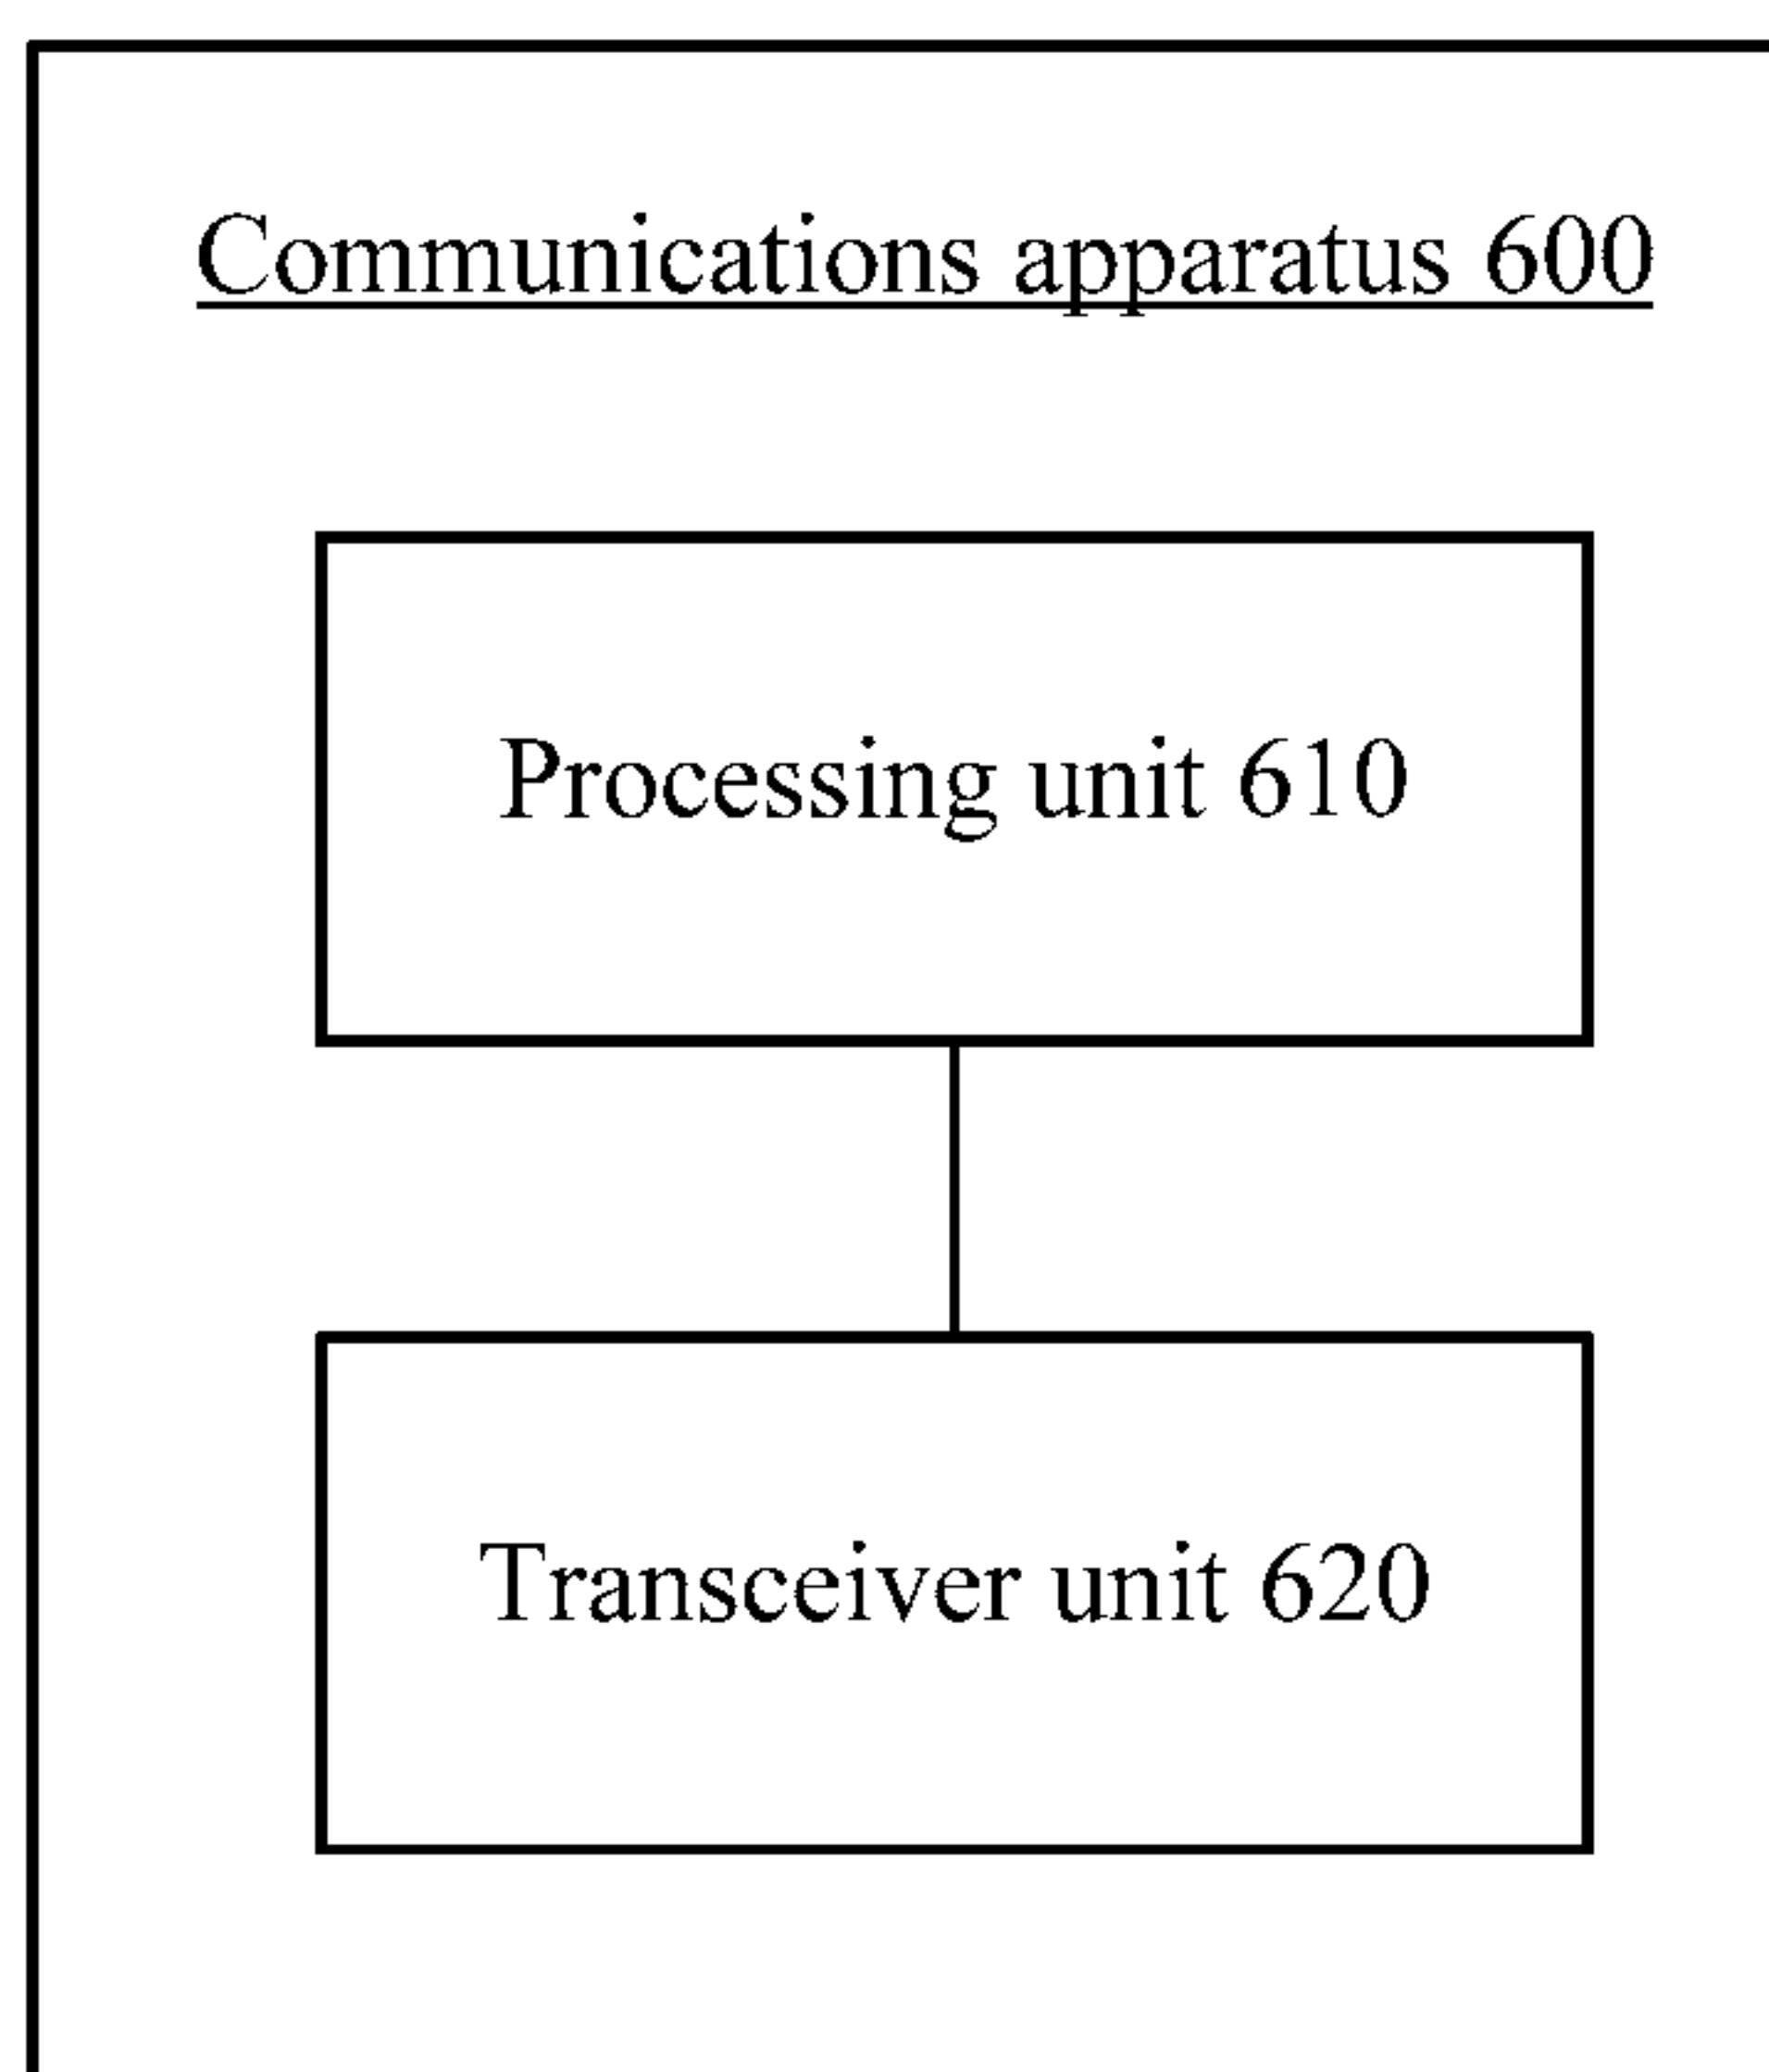 Communications apparatus 600
Processing unit 610
Transceiver unit 620